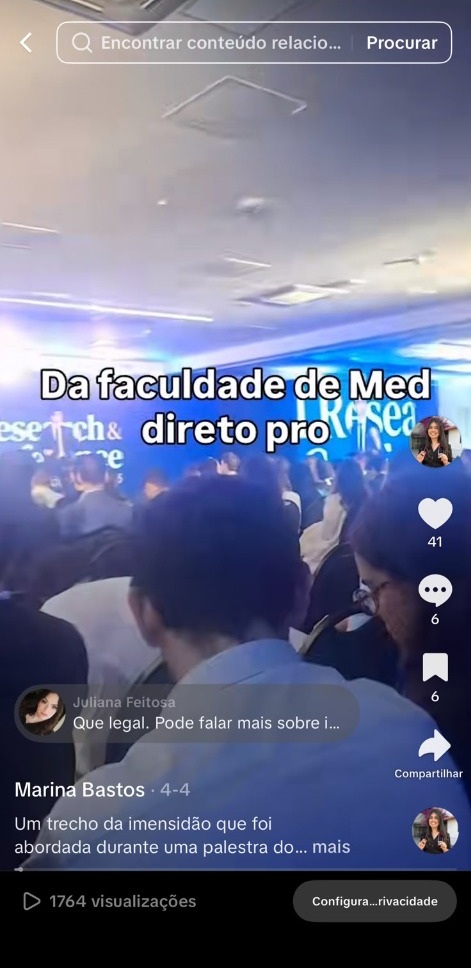 Encontrar conteúdo relacio... Procurar
Da faculdade de Med
direto pro
esearch&
Resea
41
6
6
Juliana Feitosa
Que legal. Pode falar mais sobre i...
Compartilhar
Marina Bastos · 4-4
Um trecho da imensidão que foi
abordada durante uma palestra do... mais
1764 visualizações
Configura...rivacidade